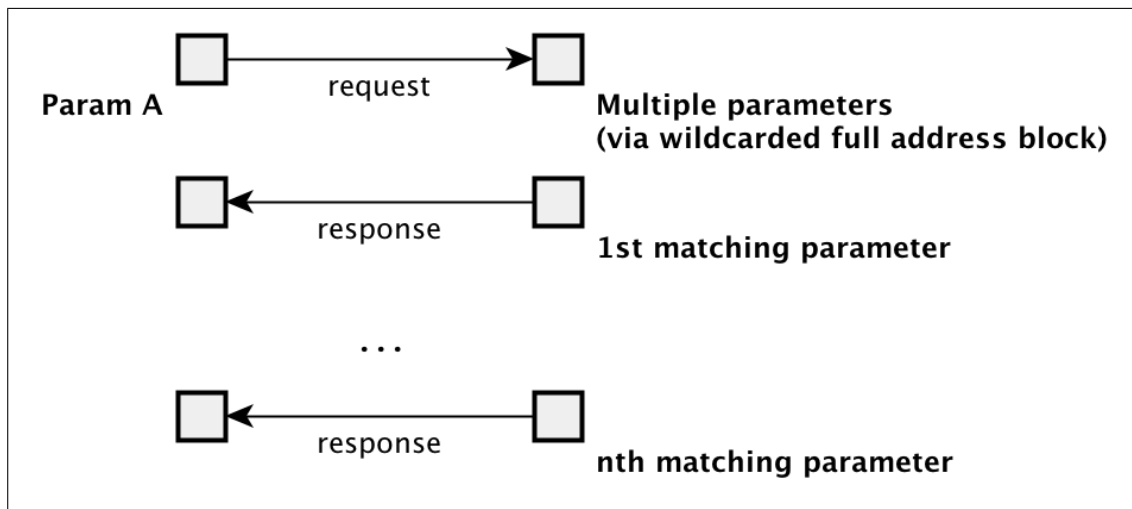 request
Param A
Multiple parameters
(via wildcarded full address block)
response
1st matching parameter
...
response
nth matching parameter